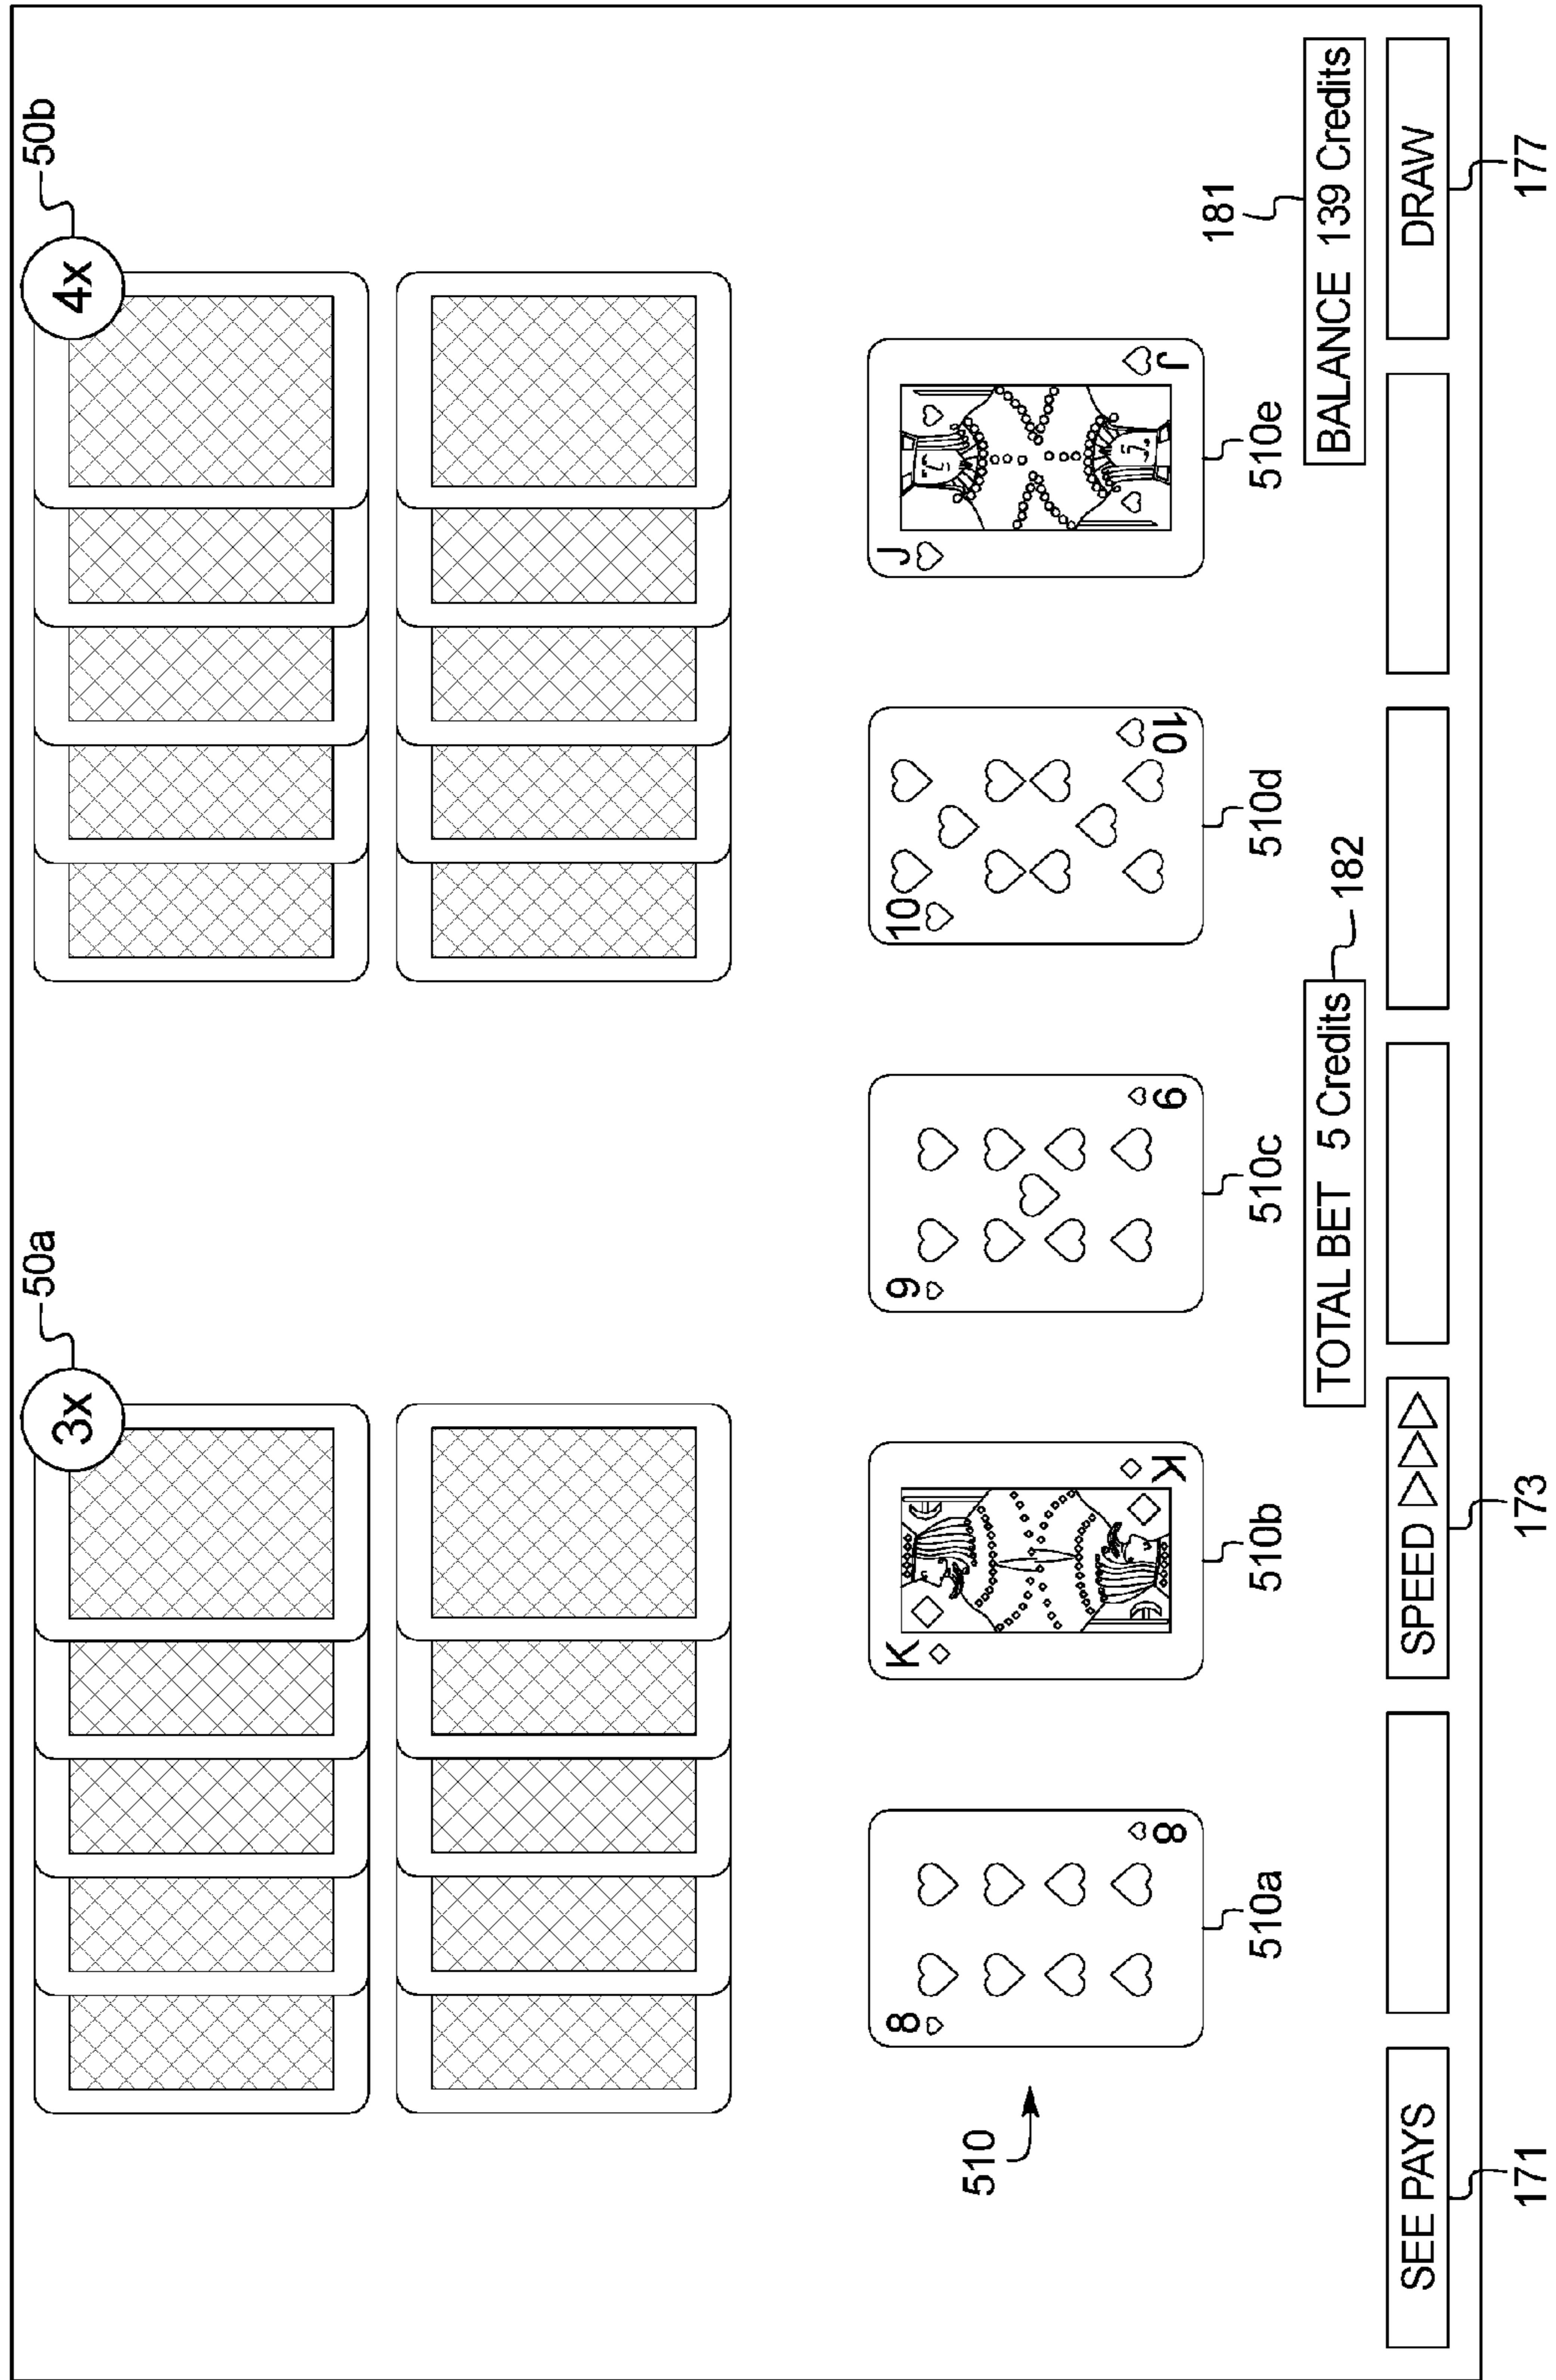 50a
50b
3x
4x
510
8
8
K
K
9
9
10
10
J
J
510a
510b
510c
510d
510e
181
182
TOTAL BET 5 Credits
BALANCE 139 Credits
SEE PAYS
SPEED
DRAW
171
173
177